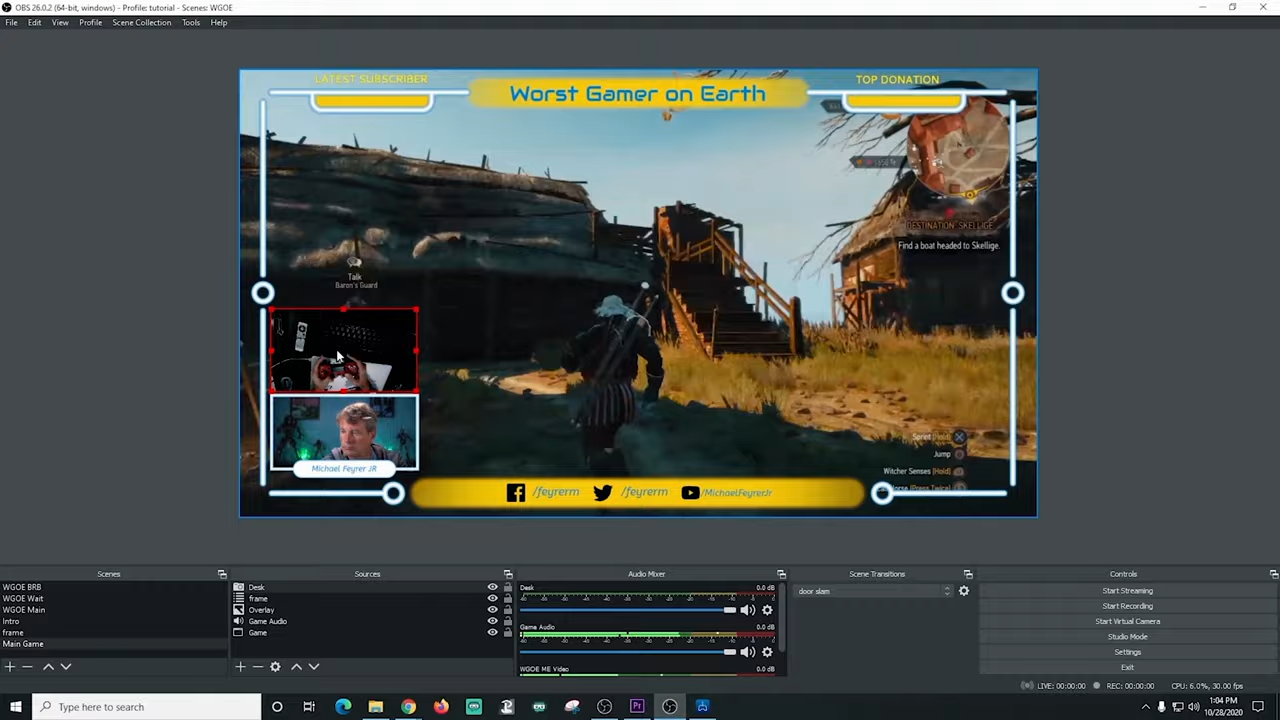 OBS 26.0.2 (64-bit, windows) - Profile: tutorial - Scenes: WGOE
File Edit View Profile Scene Collection Tools Help
LATEST SUBSCRIBER
Worst Gamer on Earth
TOP DONATION
DESTINATION: SKELLIGE
Find a boat headed to Skellige.
Talk
Baron's Guard
Sprint (Hold)
Jump
Witcher Senses (Hold)
Horse (Press Twice)
Michael Feyrer JR
/feyrerm /feyrerm /MichaelFeyrerJr
Scenes
WGOE BRB
WGOE Wait
WGOE Main
Intro
frame
Main Game
Sources
Desk
frame
Overlay
Game Audio
Game
Audio Mixer
Desk 0.0 dB
Game Audio 0.0 dB
WGOE ME Video 0.0 dB
Scene Transitions
door slam
Controls
Start Streaming
Start Recording
Start Virtual Camera
Studio Mode
Settings
Exit
LIVE: 00:00:00 REC: 00:00:00 CPU: 6.0%, 30.00 fps
Type here to search
Pr
1:04 PM
10/28/2020